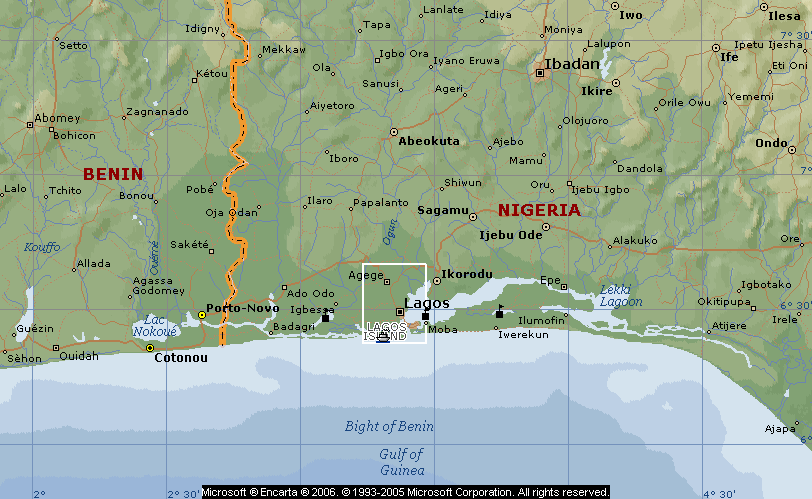 Idigny
Lanlate
Tapa
Idiya
Iwo
Ilesa
Moniya
7° 30'
Setto
Mekkaw
Igbo Ora
Lalupon
Ife
Ipetu Ijesha
Kétou
Ola
Iyano Eruwa
Ibadan
Eti Oni
Sanusi
Ageri
Ikire
Zagnanado
Aiyetoro
Orile Owu
Yememi
Abomey
Bohicon
Abeokuta
Olojuoro
Ajebo
Ondo
Iboro
Mamu
Dandola
7°
BENIN
Lalo
Tchito
Pobé
Bonou
Shiwun
Oru
Ijebu Igbo
Ilaro
Papalanto
Sagamu
NIGERIA
Oja Odan
Ogun
Ijebu Ode
Kouffo
Ouémé
Sakété
Alakuko
Ore
Allada
Agege
Ikorodu
Agassa
Godomey
Epe
Igbotako
Ado Odo
Lekki
Lagoon
Porto-Novo
Igbessa
Lagos
Okitipupa
6° 30'
Guézin
Lac
Nokoué
Badagri
LAGOS
ISLAND
Moba
Ilumofin
Atijere
Irele
Iwerekun
Sèhon
Ouidah
Cotonou
Bight of Benin
Ajapa
6°
Gulf of
Guinea
2°
2° 30'
4° 30'
Microsoft ® Encarta ® 2006. © 1993-2005 Microsoft Corporation. All rights reserved.